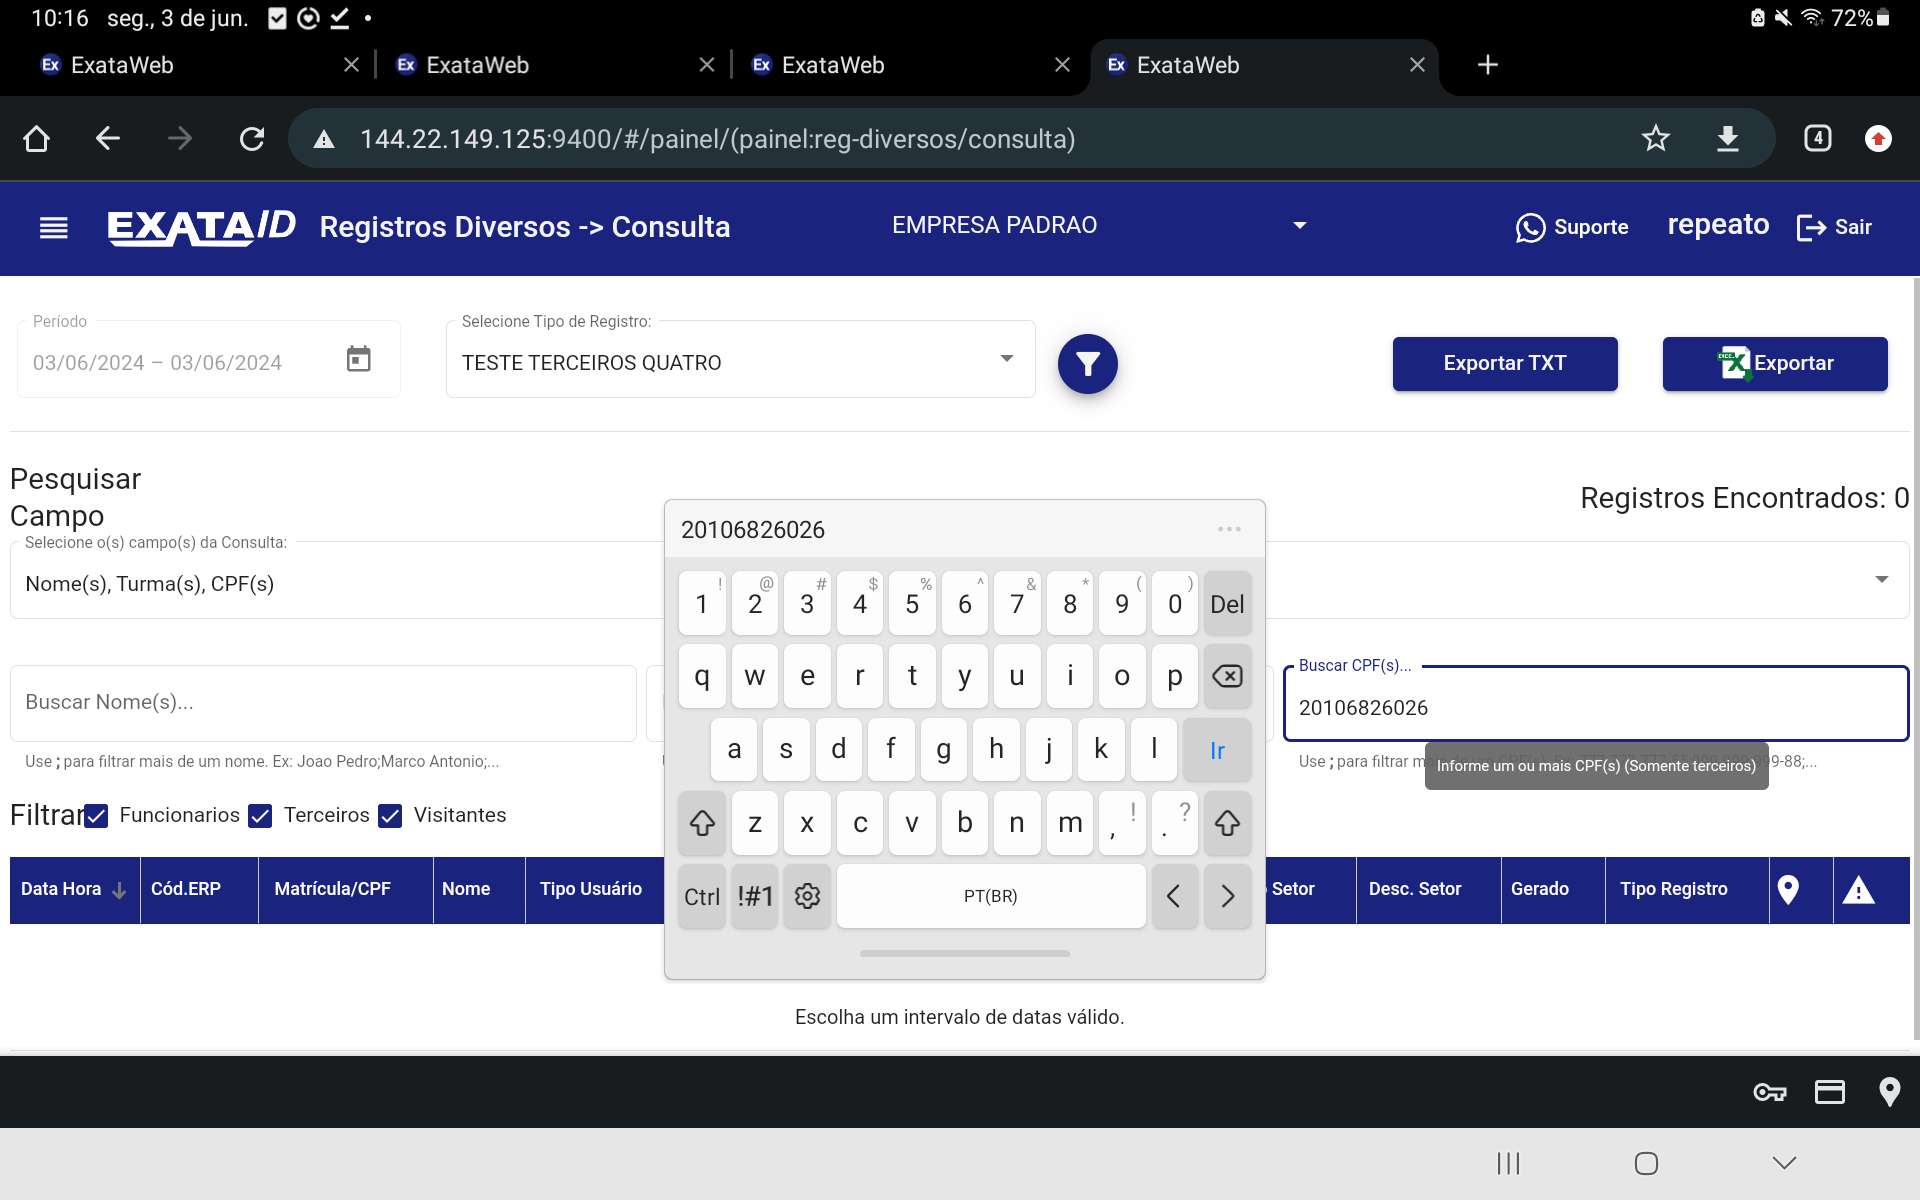 10:16 seg., 3 de jun. 72%
ExataWeb ExataWeb ExataWeb ExataWeb
144.22.149.125:9400/#/painel/(painel:reg-diversos/consulta) 4
EXATA/D Registros Diversos -> Consulta EMPRESA PADRAO Suporte repeato Sair
Período
03/06/2024 – 03/06/2024
Selecione Tipo de Registro:
TESTE TERCEIROS QUATRO
Exportar TXT
Exportar
Pesquisar
Campo
Registros Encontrados: 0
Selecione o(s) campo(s) da Consulta:
Nome(s), Turma(s), CPF(s)
Buscar Nome(s)...
Use ; para filtrar mais de um nome. Ex: Joao Pedro;Marco Antonio;...
Buscar CPF(s)...
20106826026
Use ; para filtrar 99-88;...
Informe um ou mais CPF(s) (Somente terceiros)
Filtrar Funcionarios Terceiros Visitantes
Data Hora Cód.ERP Matrícula/CPF Nome Tipo Usuário Setor Desc. Setor Gerado Tipo Registro
20106826026
! @ # $ % ^ & * ( )
1 2 3 4 5 6 7 8 9 0 Del
q w e r t y u i o p
a s d f g h j k l Ir
z x c v b n m , ! . ?
Ctrl !#1 PT(BR) < >
Escolha um intervalo de datas válido.